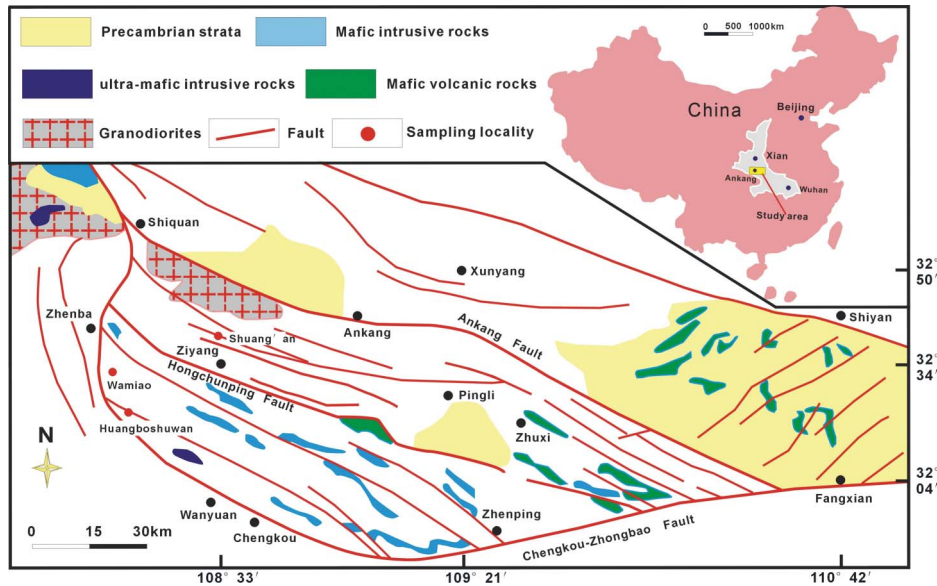 Precambrian strata
Mafic intrusive rocks
ultra-mafic intrusive rocks
Mafic volcanic rocks
Granodiorites
Fault
Sampling locality
0 500 1000km
China
Beijing
Xian
Ankang
Wuhan
Study area
Shiquan
Xunyang
32°
50′
Zhenba
Shuang' an
Ankang
Ankang Fault
Shiyan
Ziyang
32°
34′
Wamiao
Hongchunping Fault
Pingli
Huangboshuwan
Zhuxi
N
32°
04′
Fangxian
Wanyuan
Zhenping
0 15 30km
Chengkou
Chengkou-Zhongbao Fault
108° 33′
109° 21′
110° 42′